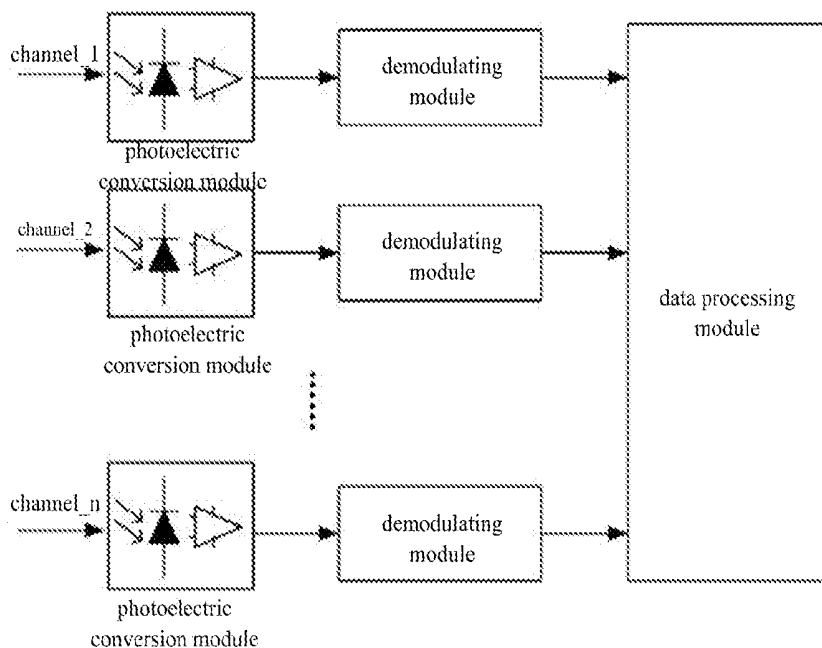 channel_1
photoelectric
conversion module
demodulating
module
channel_2
photoelectric
conversion module
demodulating
module
data processing
module
channel_n
photoelectric
conversion module
demodulating
module